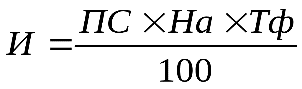 И = ПС × На × Тф
100